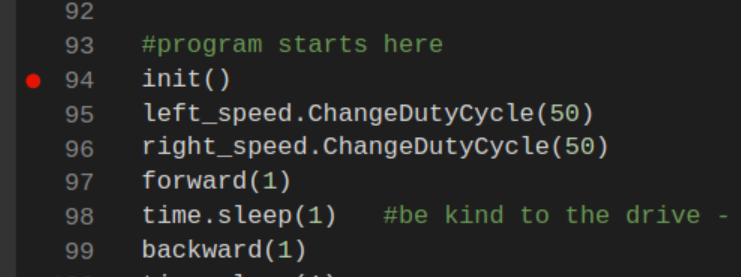 92
93 #program starts here
94 init()
95 left_speed.ChangeDutyCycle(50)
96 right_speed.ChangeDutyCycle(50)
97 forward(1)
98 time.sleep(1) #be kind to the drive -
99 backward(1)